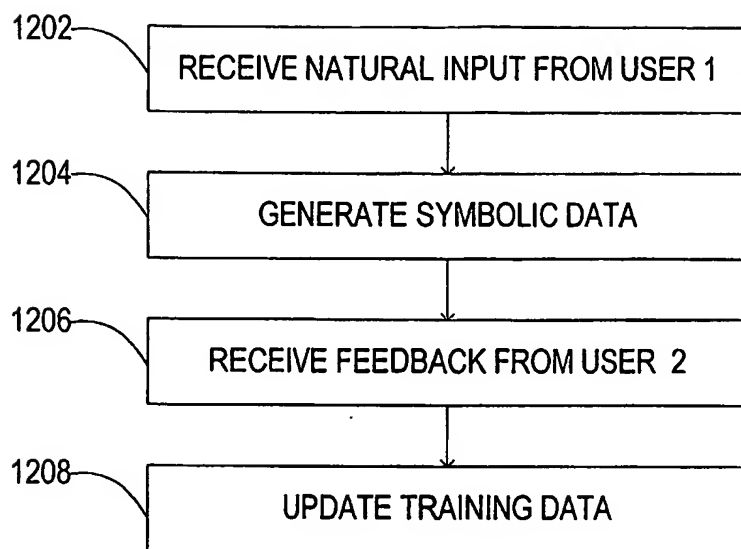 1202
RECEIVE NATURAL INPUT FROM USER 1
1204
GENERATE SYMBOLIC DATA
1206
RECEIVE FEEDBACK FROM USER 2
1208
UPDATE TRAINING DATA